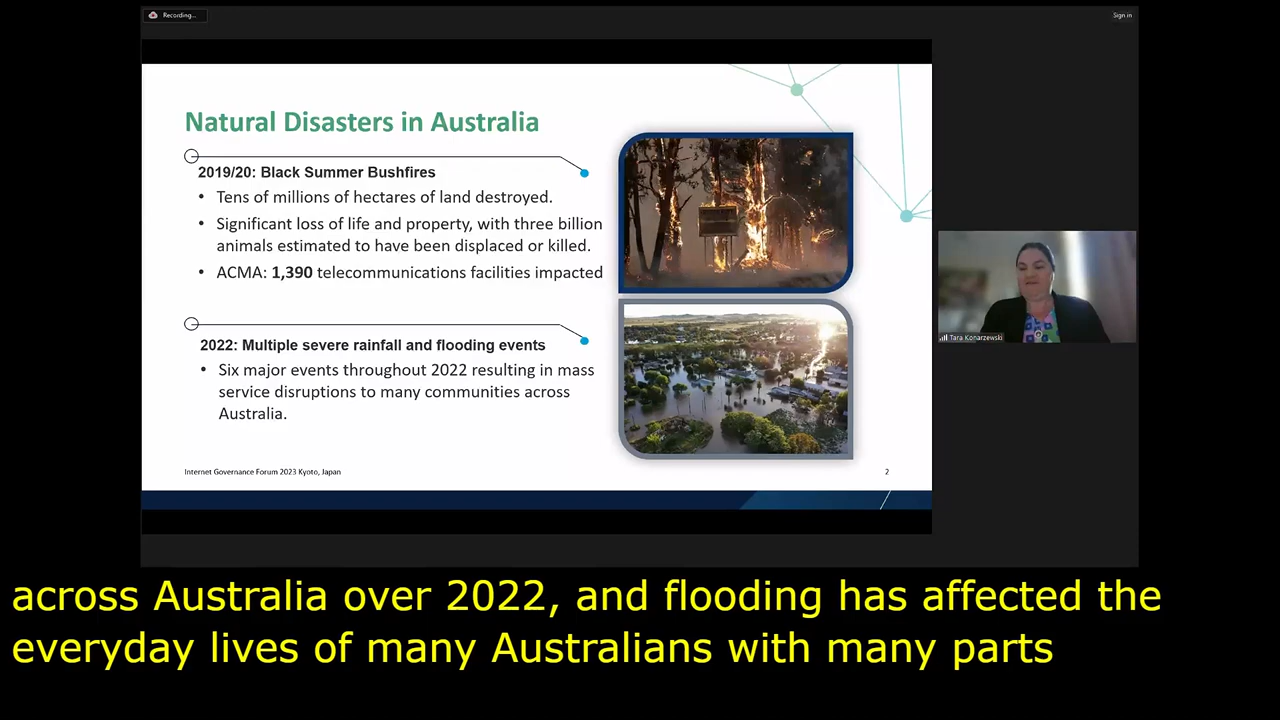 Recording...
Sign in
Natural Disasters in Australia
2019/20: Black Summer Bushfires
• Tens of millions of hectares of land destroyed.
• Significant loss of life and property, with three billion
animals estimated to have been displaced or killed.
• ACMA: 1,390 telecommunications facilities impacted
2022: Multiple severe rainfall and flooding events
• Six major events throughout 2022 resulting in mass
service disruptions to many communities across
Australia.
Internet Governance Forum 2023 Kyoto, Japan
2
Tara Konarzewski
across Australia over 2022, and flooding has affected the
everyday lives of many Australians with many parts